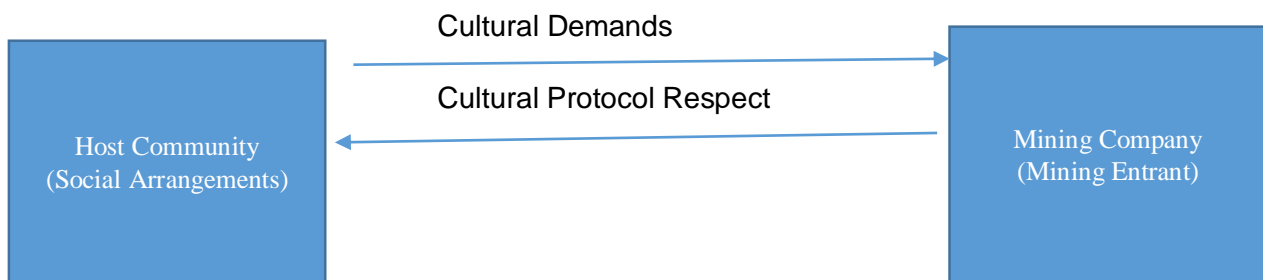 Cultural Demands
Cultural Protocol Respect
Host Community
(Social Arrangements)
Mining Company
(Mining Entrant)